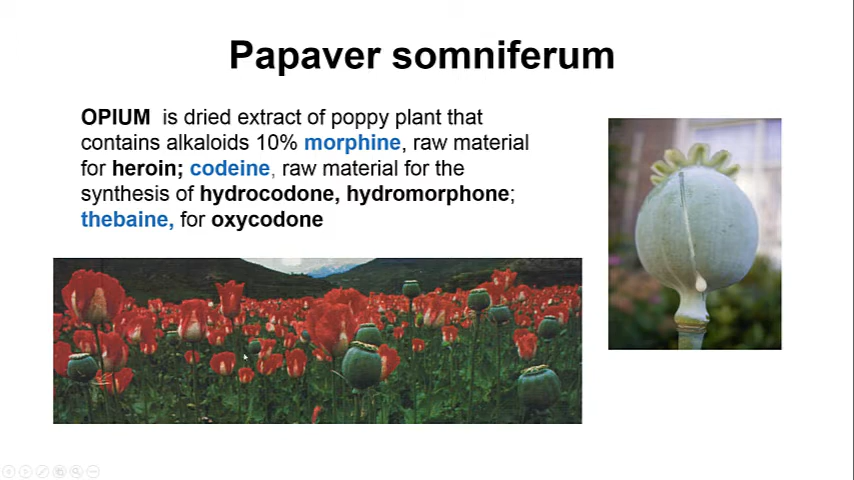 Papaver somniferum
OPIUM is dried extract of poppy plant that
contains alkaloids 10% morphine, raw material
for heroin; codeine, raw material for the
synthesis of hydrocodone, hydromorphone;
thebaine, for oxycodone